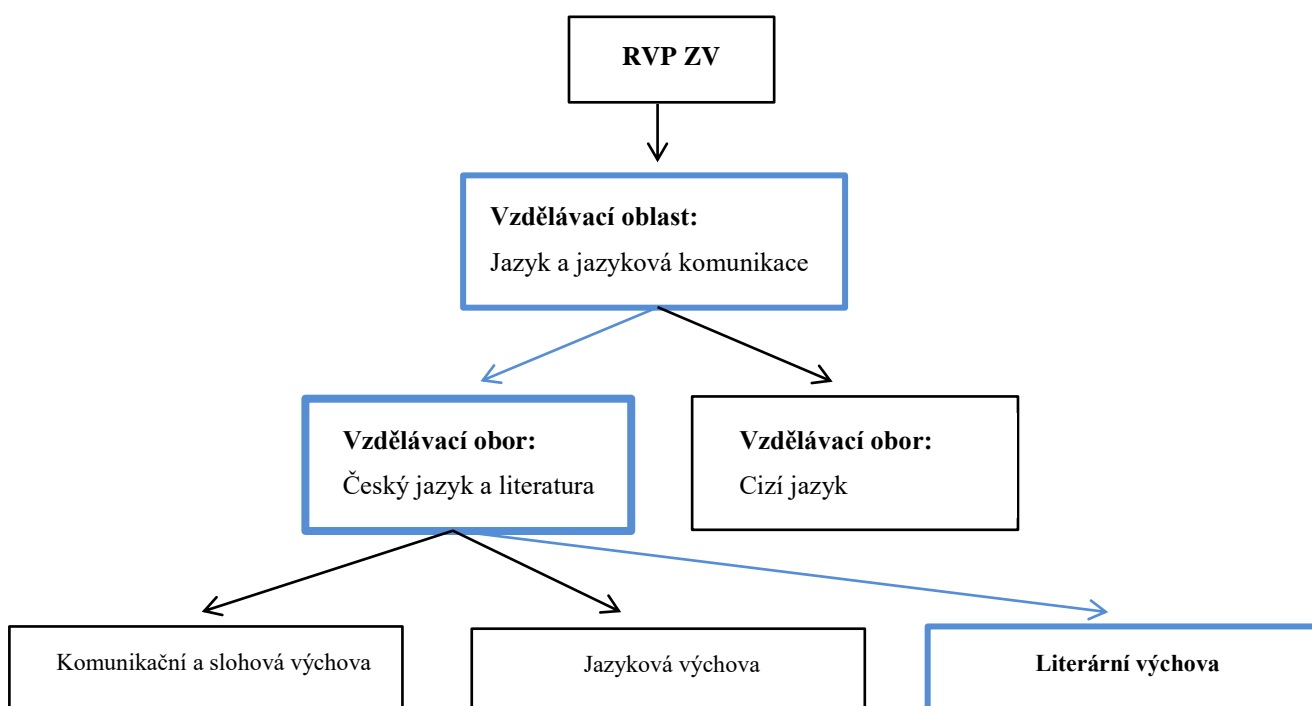 RVP ZV
Vzdělávací oblast:
Jazyk a jazyková komunikace
Vzdělávací obor:
Český jazyk a literatura
Vzdělávací obor:
Cizí jazyk
Komunikační a slohová výchova
Jazyková výchova
Literární výchova